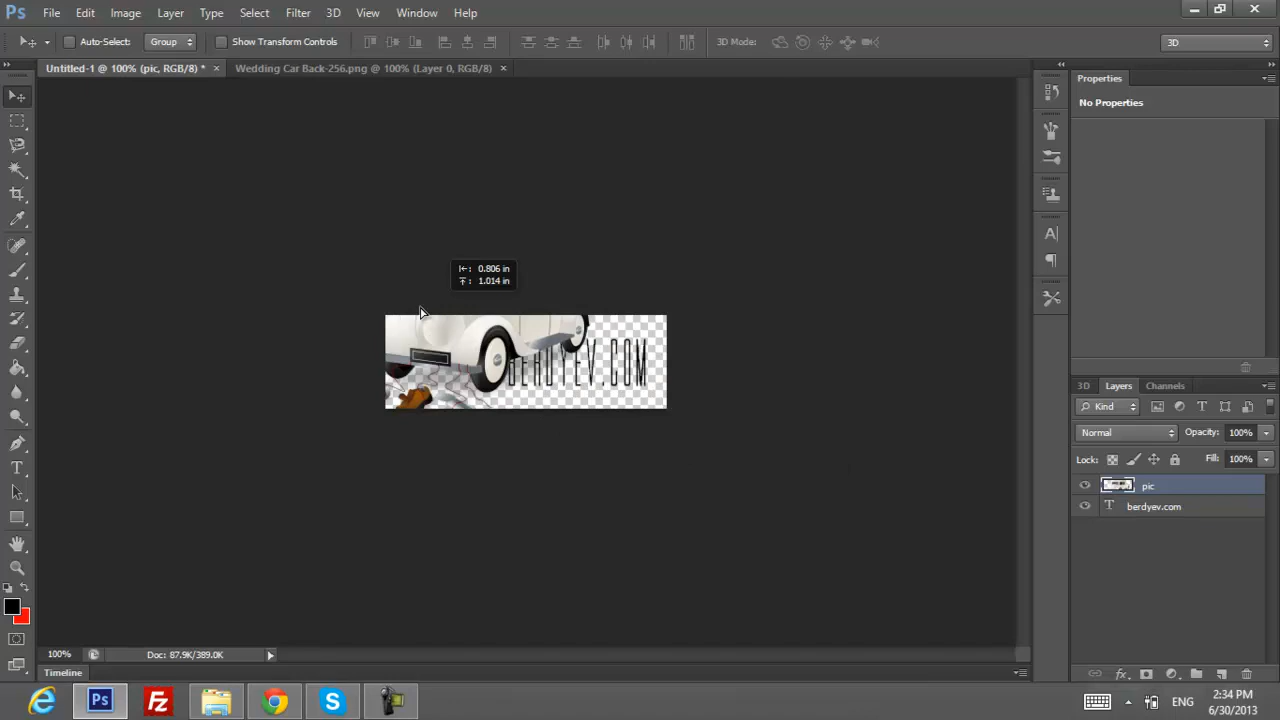 Ps File Edit Image Layer Type Select Filter 3D View Window Help
Auto-Select: Group Show Transform Controls 3D Mode: 3D
Untitled-1 @ 100% (pic, RGB/8) * × Wedding Car Back-256.png @ 100% (Layer 0, RGB/8) ×
Properties
No Properties
0.806 in
1.014 in
BERDYEV.COM
3D Layers Channels
Kind
Normal Opacity: 100%
Lock: Fill: 100%
pic
T berdyev.com
100% Doc: 87.9K/389.0K
Timeline
Ps Fz S ENG 2:34 PM
6/30/2013